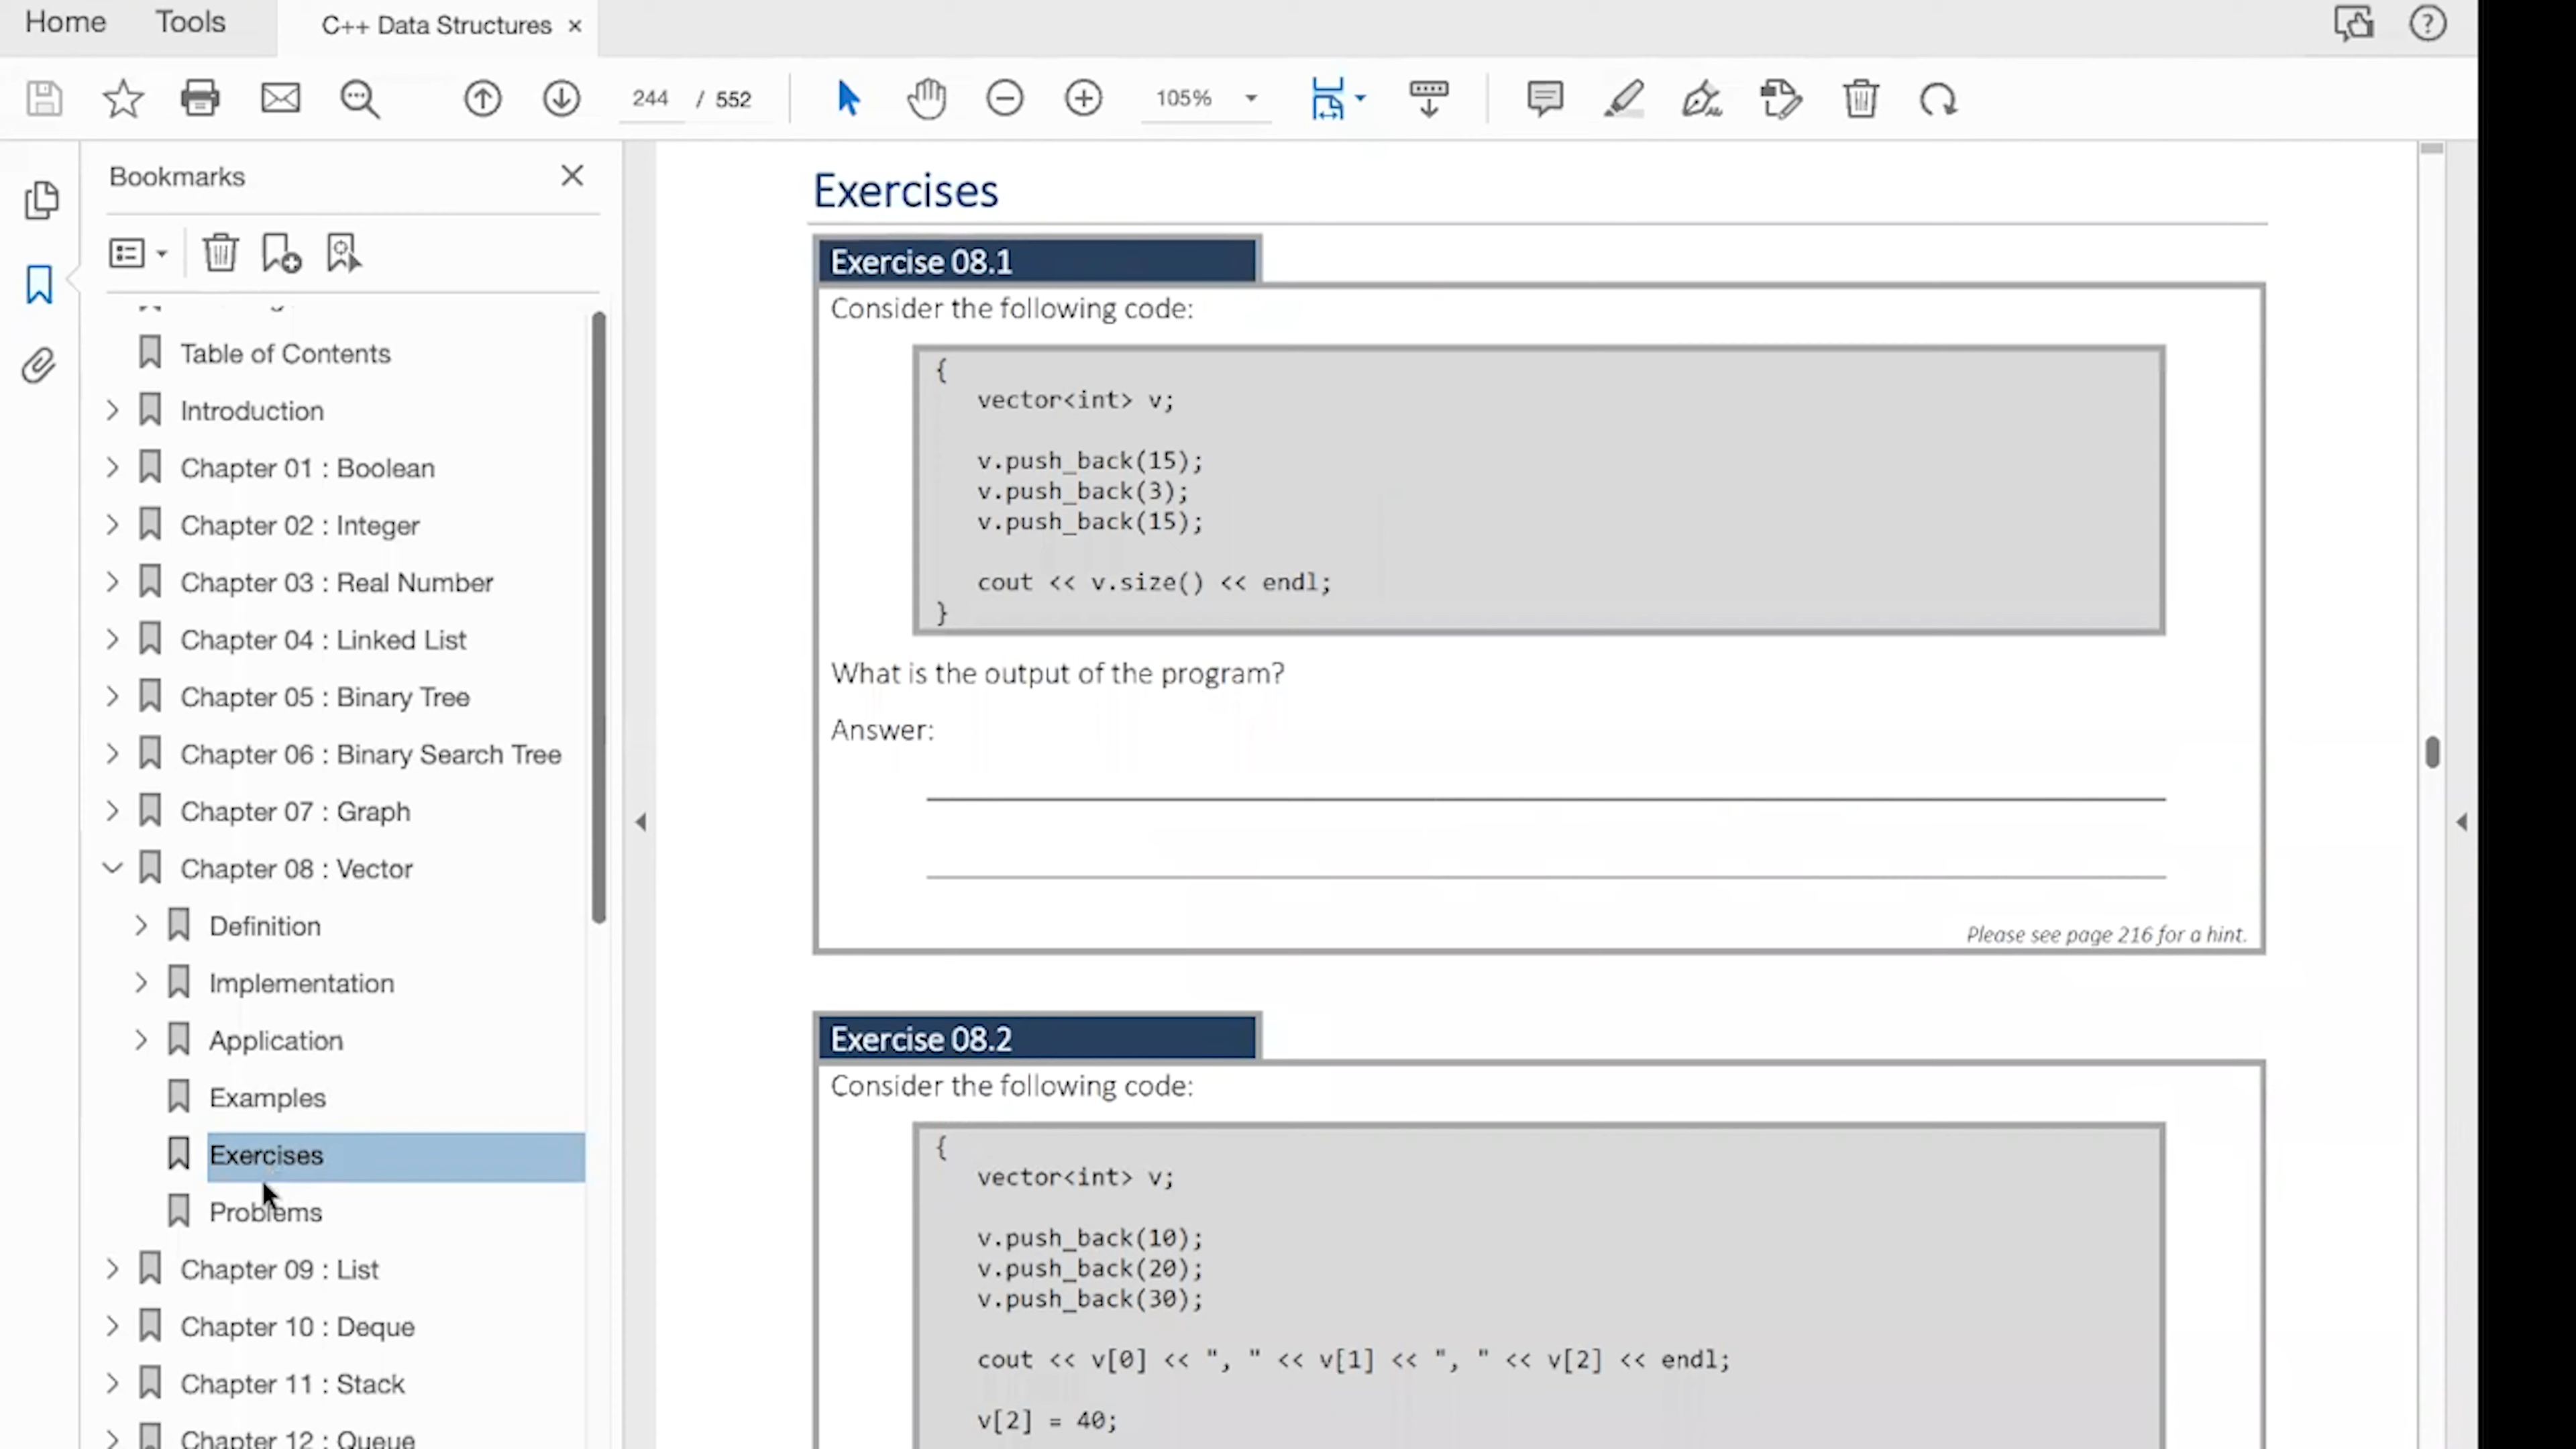 Home Tools C++ Data Structures ×
244 / 552 105%
Bookmarks
Table of Contents
Introduction
Chapter 01 : Boolean
Chapter 02 : Integer
Chapter 03 : Real Number
Chapter 04 : Linked List
Chapter 05 : Binary Tree
Chapter 06 : Binary Search Tree
Chapter 07 : Graph
Chapter 08 : Vector
Definition
Implementation
Application
Examples
Exercises
Problems
Chapter 09 : List
Chapter 10 : Deque
Chapter 11 : Stack
Chapter 12 : Queue
Exercises
Exercise 08.1
Consider the following code:
{
vector<int> v;
v.push_back(15);
v.push_back(3);
v.push_back(15);
cout << v.size() << endl;
}
What is the output of the program?
Answer:
Please see page 216 for a hint.
Exercise 08.2
Consider the following code:
{
vector<int> v;
v.push_back(10);
v.push_back(20);
v.push_back(30);
cout << v[0] << ", " << v[1] << ", " << v[2] << endl;
v[2] = 40;